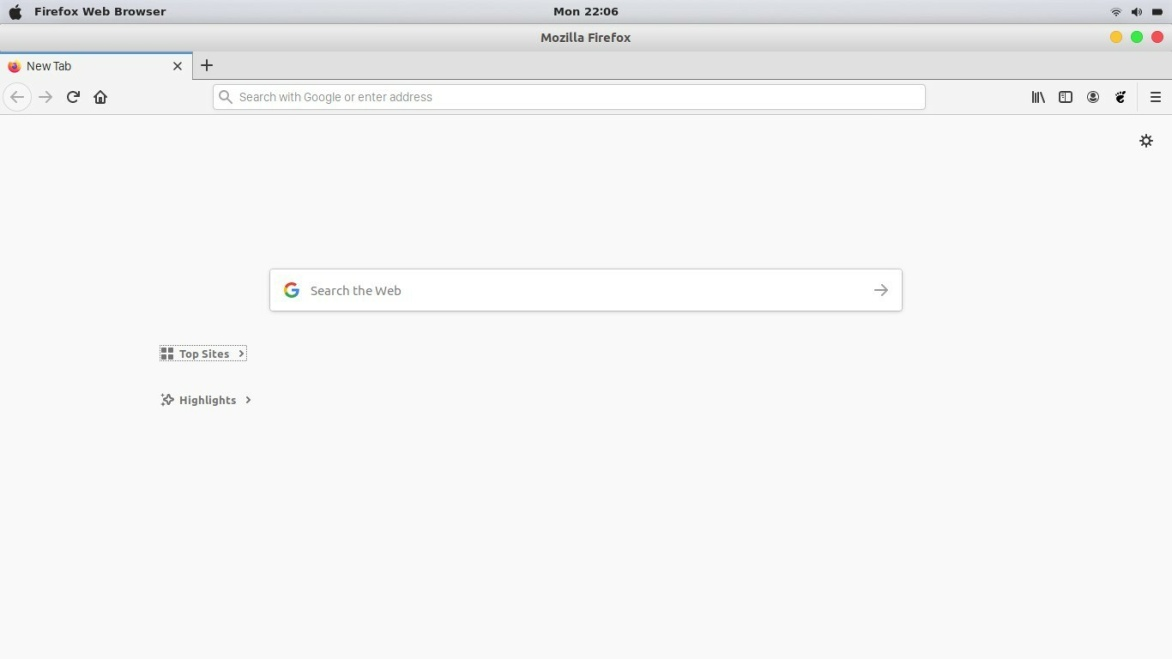 Firefox Web Browser
Mon 22:06
Mozilla Firefox
New Tab
Search with Google or enter address
Search the Web
Top Sites
Highlights